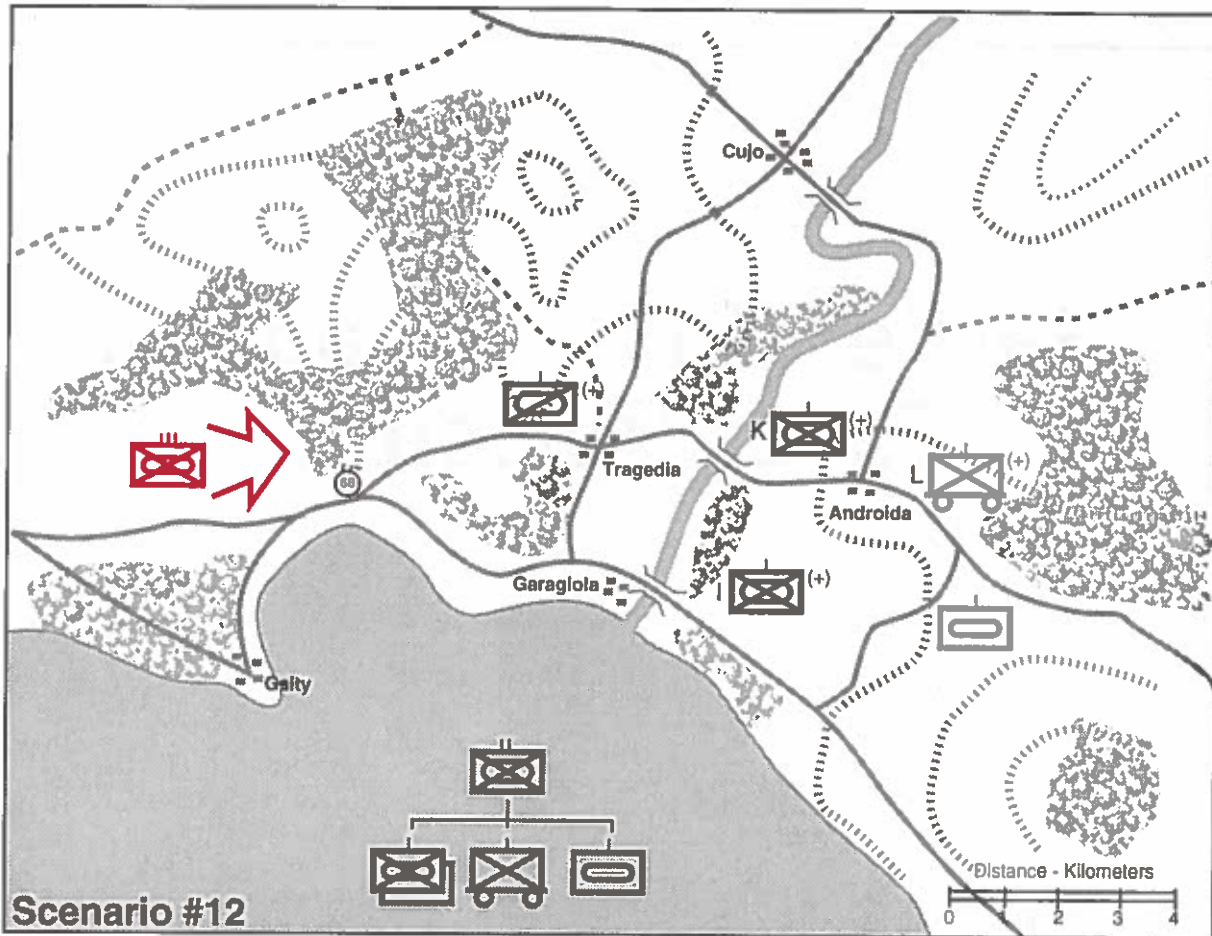 Cujo
(+)
K
(+)
Tragedia
L
(+)
68
Androida
Garagiola
I
(+)
Gaity
Distance - Kilometers
0 1 2 3 4
Scenario #12